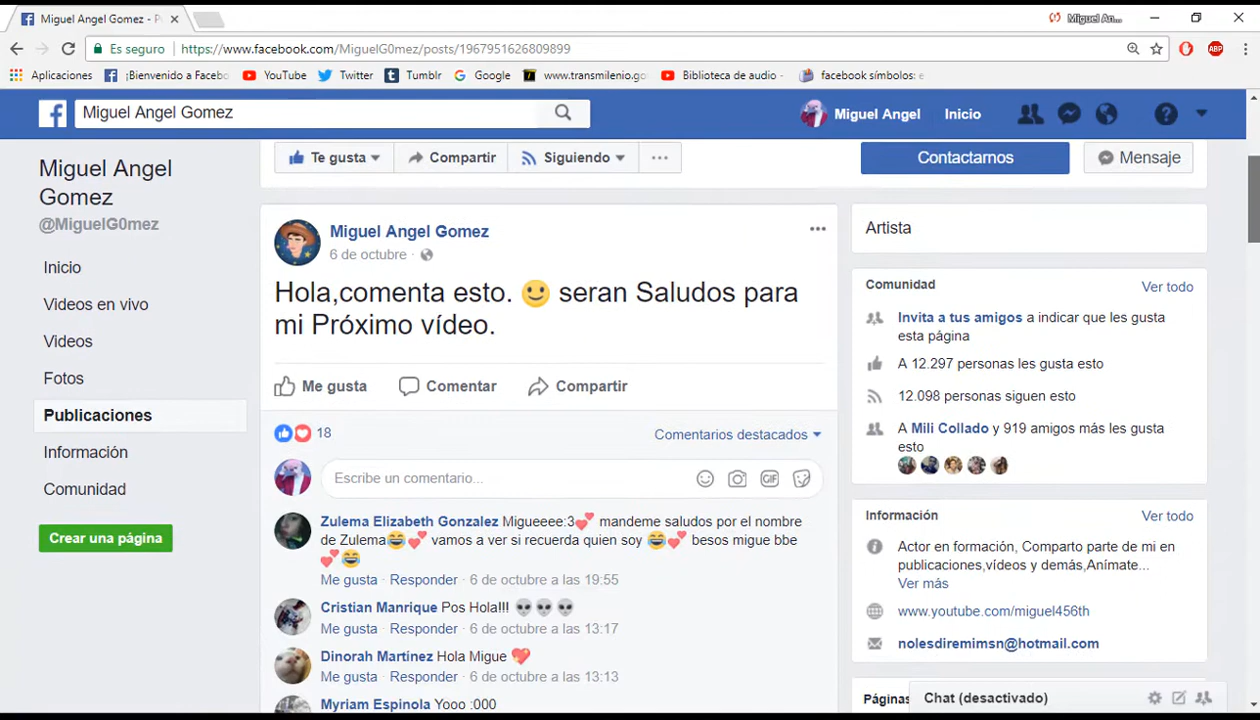 Miguel Angel Gomez - P
Miguel An...
Es seguro
https://www.facebook.com/MiguelG0mez/posts/1967951626809899
Aplicaciones
¡Bienvenido a Facebo
YouTube
Twitter
Tumblr
Google
www.transmilenio.go
Biblioteca de audio -
facebook símbolos: e
Miguel Angel Gomez
Miguel Angel
Inicio
Miguel Angel
Gomez
@MiguelG0mez
Inicio
Videos en vivo
Videos
Fotos
Publicaciones
Información
Comunidad
Crear una página
Te gusta
Compartir
Siguiendo
Contactarnos
Mensaje
Miguel Angel Gomez
6 de octubre ·
Hola,comenta esto. 🙂 seran Saludos para
mi Próximo vídeo.
Me gusta
Comentar
Compartir
18
Comentarios destacados
Escribe un comentario...
GIF
Zulema Elizabeth Gonzalez Migueeee:3💕 mandeme saludos por el nombre
de Zulema😂💕 vamos a ver si recuerda quien soy 😂💕 besos migue bbe
💕😂
Me gusta · Responder · 6 de octubre a las 19:55
Cristian Manrique Pos Hola!!! 💀💀💀
Me gusta · Responder · 6 de octubre a las 13:17
Dinorah Martínez Hola Migue 💖
Me gusta · Responder · 6 de octubre a las 13:13
Myriam Espinola Yooo :000
Artista
Comunidad
Ver todo
Invita a tus amigos a indicar que les gusta
esta página
A 12.297 personas les gusta esto
12.098 personas siguen esto
A Mili Collado y 919 amigos más les gusta
esto
Información
Ver todo
Actor en formación, Comparto parte de mi en
publicaciones,vídeos y demás,Anímate...
Ver más
www.youtube.com/miguel456th
nolesdiremimsn@hotmail.com
Páginas
Chat (desactivado)
ABP